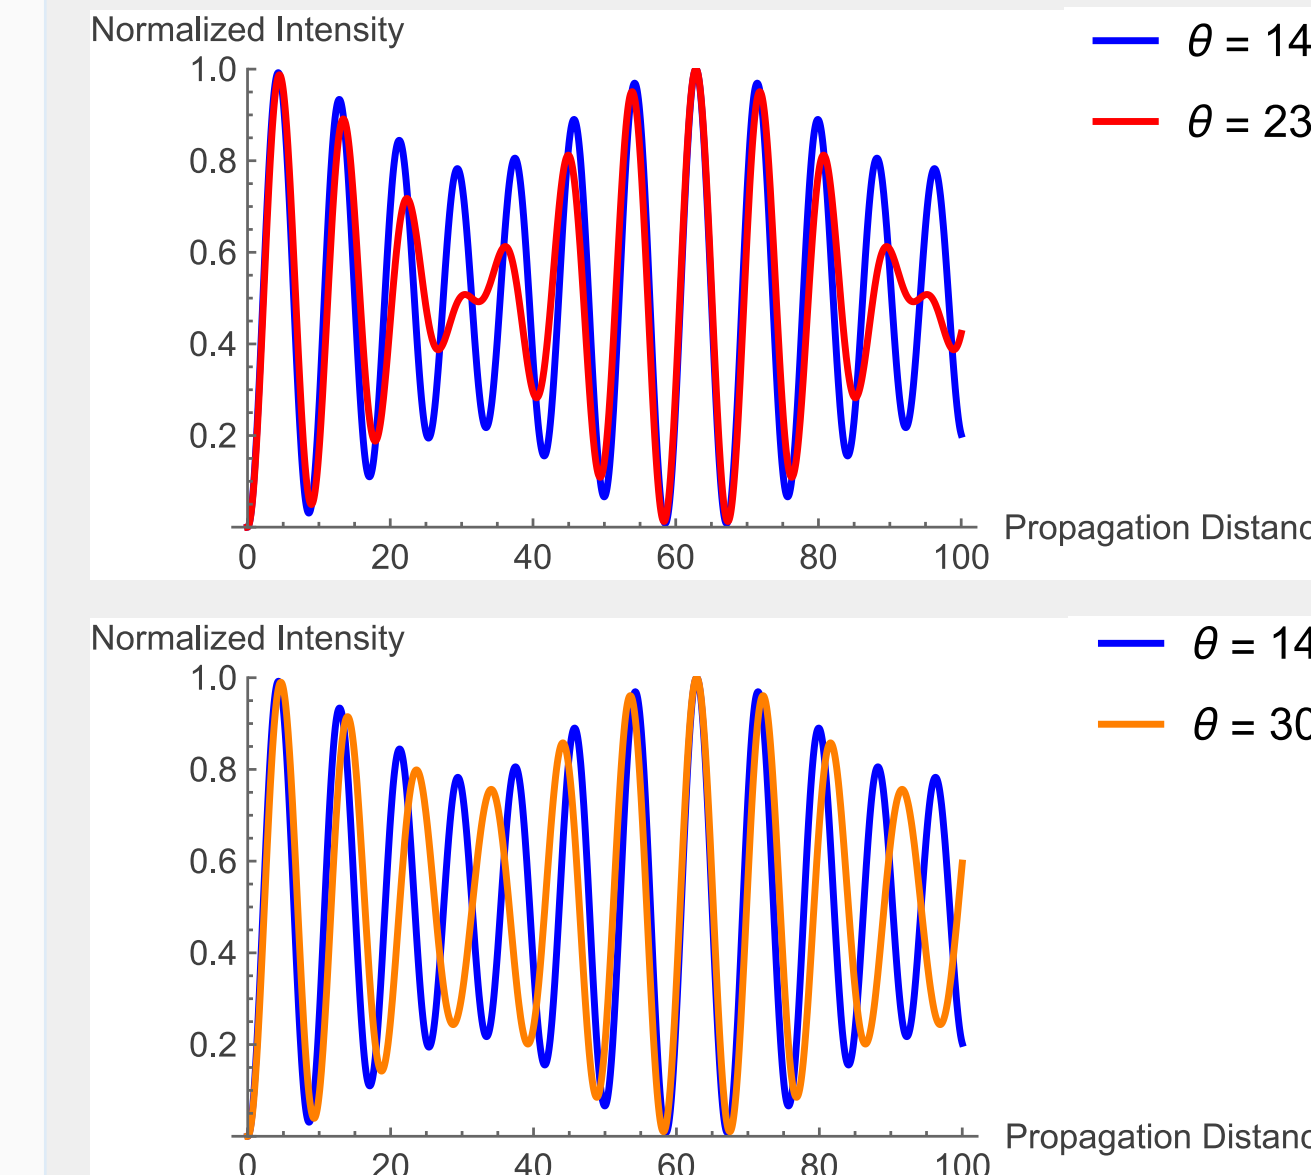 Normalized Intensity
θ = 14
θ = 23
1.0
0.8
0.6
0.4
0.2
0 20 40 60 80 100
Propagation Distanc
Normalized Intensity
θ = 14
θ = 30
1.0
0.8
0.6
0.4
0.2
0 20 40 60 80 100
Propagation Distanc